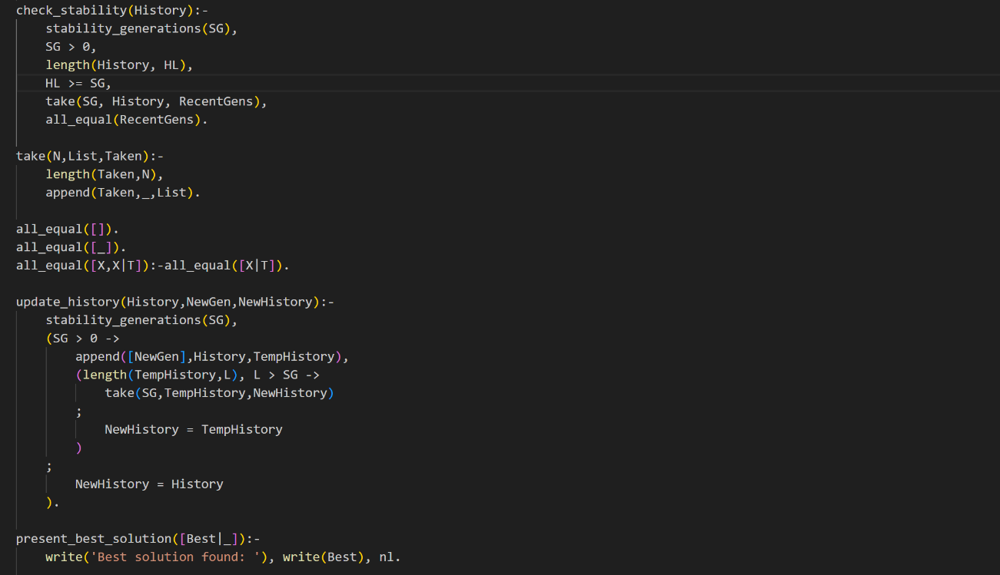 check_stability(History):-
    stability_generations(SG),
    SG > 0,
    length(History, HL),
    HL >= SG,
    take(SG, History, RecentGens),
    all_equal(RecentGens).

take(N,List,Taken):-
    length(Taken,N),
    append(Taken,_,List).

all_equal([]).
all_equal([_]).
all_equal([X,X|T]):-all_equal([X|T]).

update_history(History,NewGen,NewHistory):-
    stability_generations(SG),
    (SG > 0 ->
        append([NewGen],History,TempHistory),
        (length(TempHistory,L), L > SG ->
            take(SG,TempHistory,NewHistory)
        ;
            NewHistory = TempHistory
        )
    ;
        NewHistory = History
    ).

present_best_solution([Best|_]):-
    write('Best solution found: '), write(Best), nl.